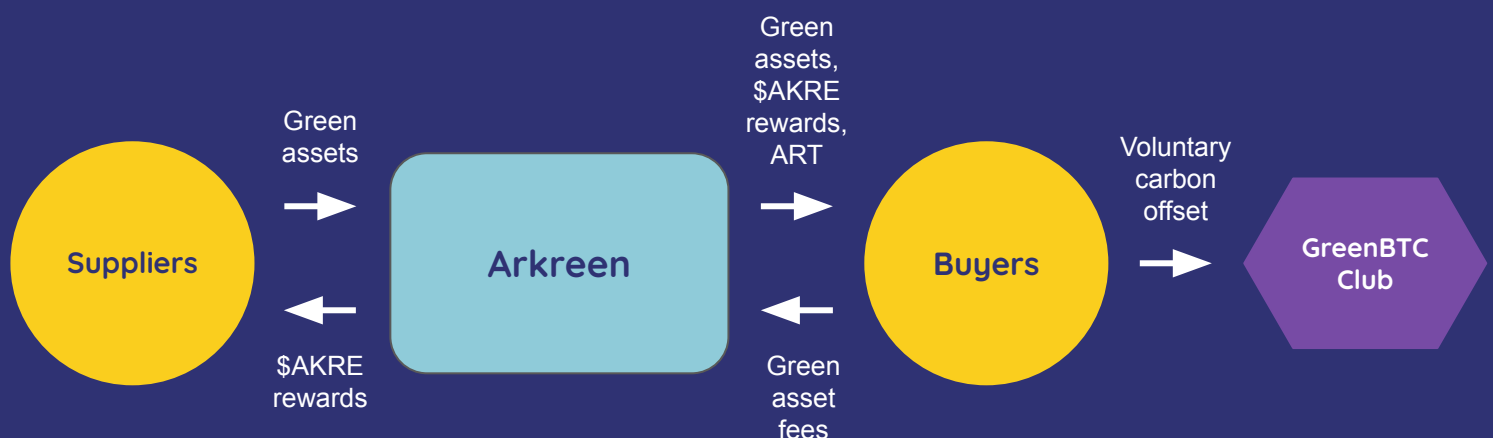 Suppliers
Green
assets
$AKRE
rewards
Arkreen
Green
assets,
$AKRE
rewards,
ART
Green
asset
fees
Buyers
Voluntary
carbon
offset
GreenBTC
Club